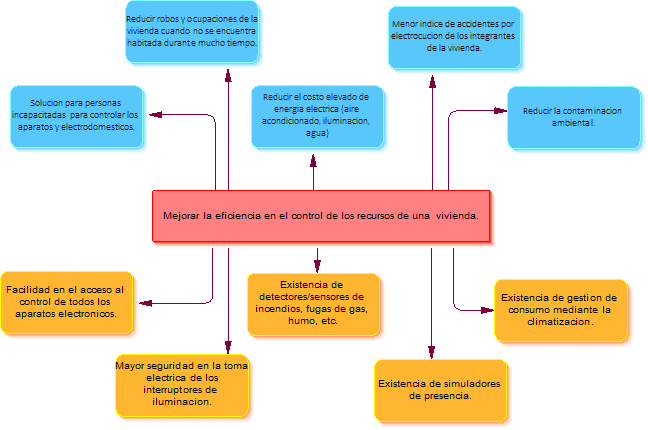 Reducir robos y o ocupaciones de la
vivienda cuando no se encuentra
habitada durante mucho tiempo.
Menor indice de accidentes por
electrocucion de los integrantes
de la vivienda.
Solucion para personas
incapacitadas para controlar los
aparatos y electrodomesticos.
Reducir el costo elevado de
energia electrica (aire
acondicionado, iluminacion,
agua)
Reducir la contaminacion
ambiental.
Mejorar la eficiencia en el control de los recursos de una vivienda.
Facilidad en el acceso al
control de todos los
aparatos electronicos.
Existencia de
detectores/sensores de
incendios, fugas de gas,
humo, etc.
Existencia de gestion de
consumo mediante la
climatizacion.
Mayor seguridad en la toma
electrica de los
interruptores de
iluminacion.
Existencia de simuladores
de presencia.